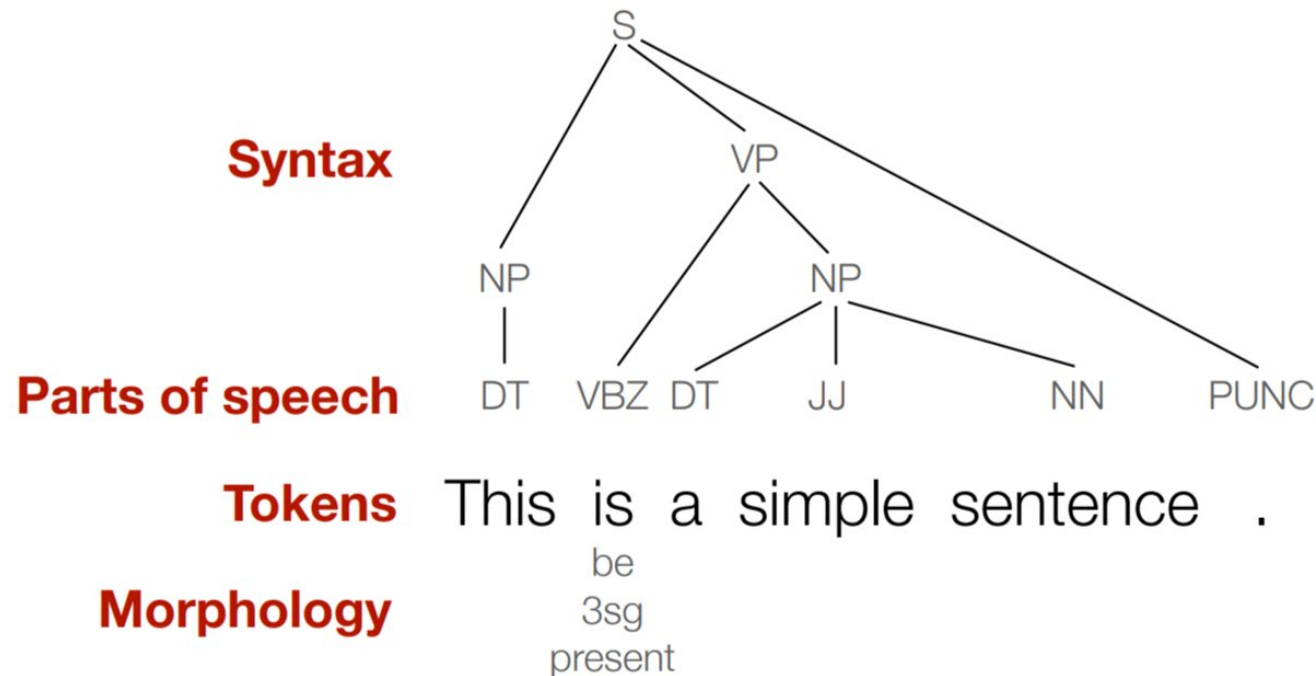 S
Syntax VP
NP NP
Parts of speech DT VBZ DT JJ NN PUNC
Tokens This is a simple sentence .
be
Morphology 3sg
present